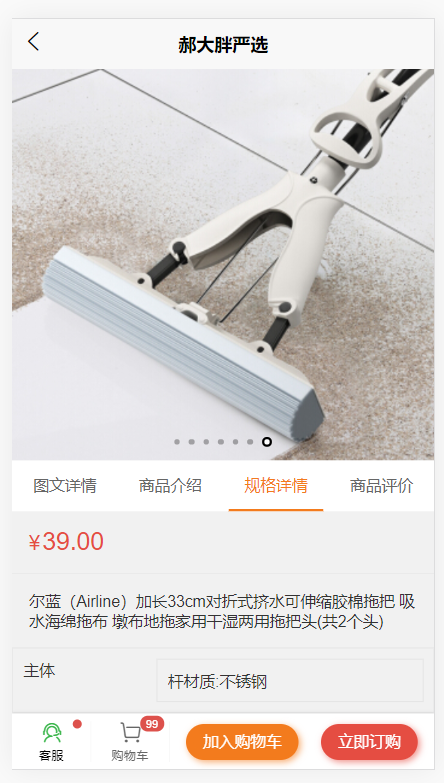 郝大胖严选
图文详情 商品介绍 规格详情 商品评价
¥39.00
尔蓝（Airline）加长33cm对折式挤水可伸缩胶棉拖把 吸
水海绵拖布 墩布地拖家用干湿两用拖把头(共2个头)
主体
杆材质:不锈钢
99
客服 购物车 加入购物车 立即订购